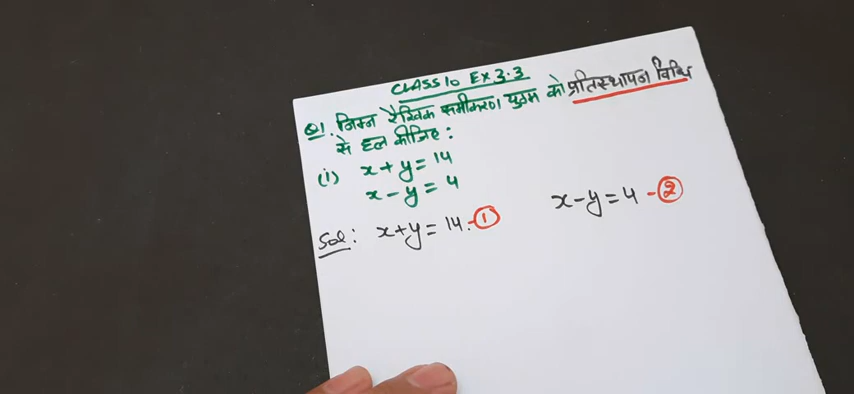 CLASS 10 EX 3.3
Q1. निम्न रैखिक समीकरण युग्म को प्रतिस्थापन विधि
से हल कीजिए:
(i) x + y = 14
x - y = 4
Sol: x + y = 14. -① x - y = 4 -②